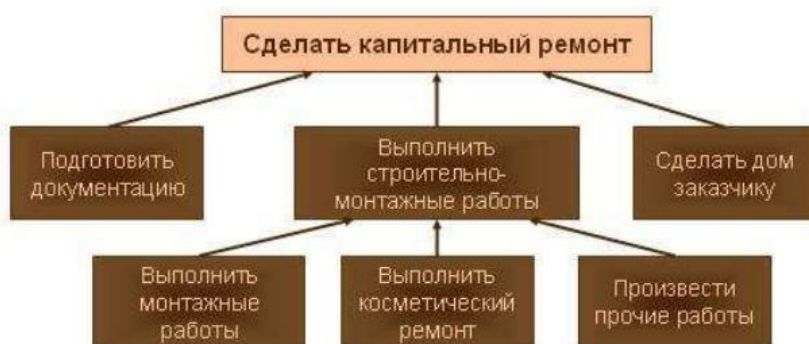 Сделать капитальный ремонт
Подготовить
документацию
Выполнить
строительно-
монтажные работы
Сделать дом
заказчику
Выполнить
монтажные
работы
Выполнить
косметический
ремонт
Произвести
прочие работы